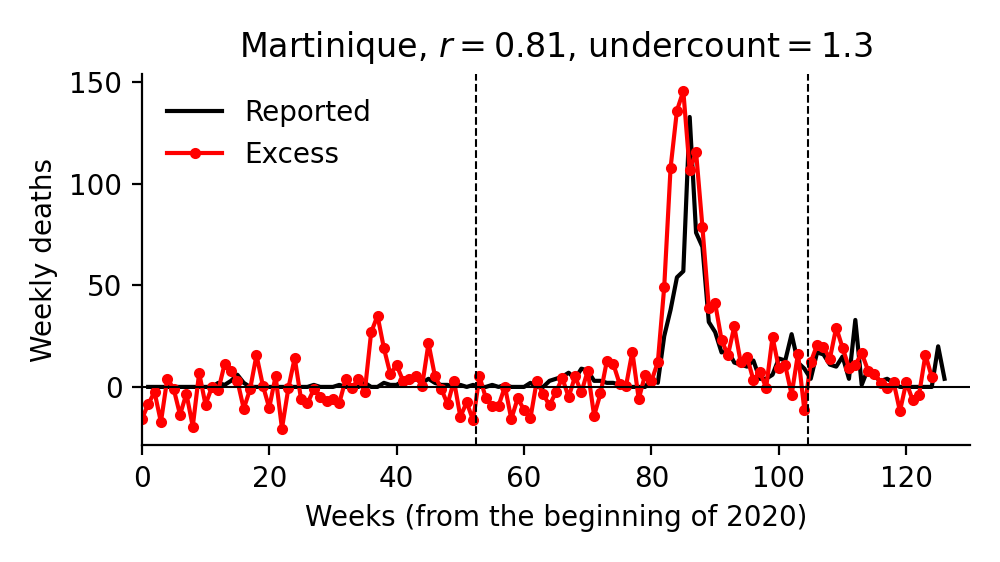 Martinique, r = 0.81, undercount = 1.3
150
100
50
0
Weekly deaths
Reported
Excess
0 20 40 60 80 100 120
Weeks (from the beginning of 2020)